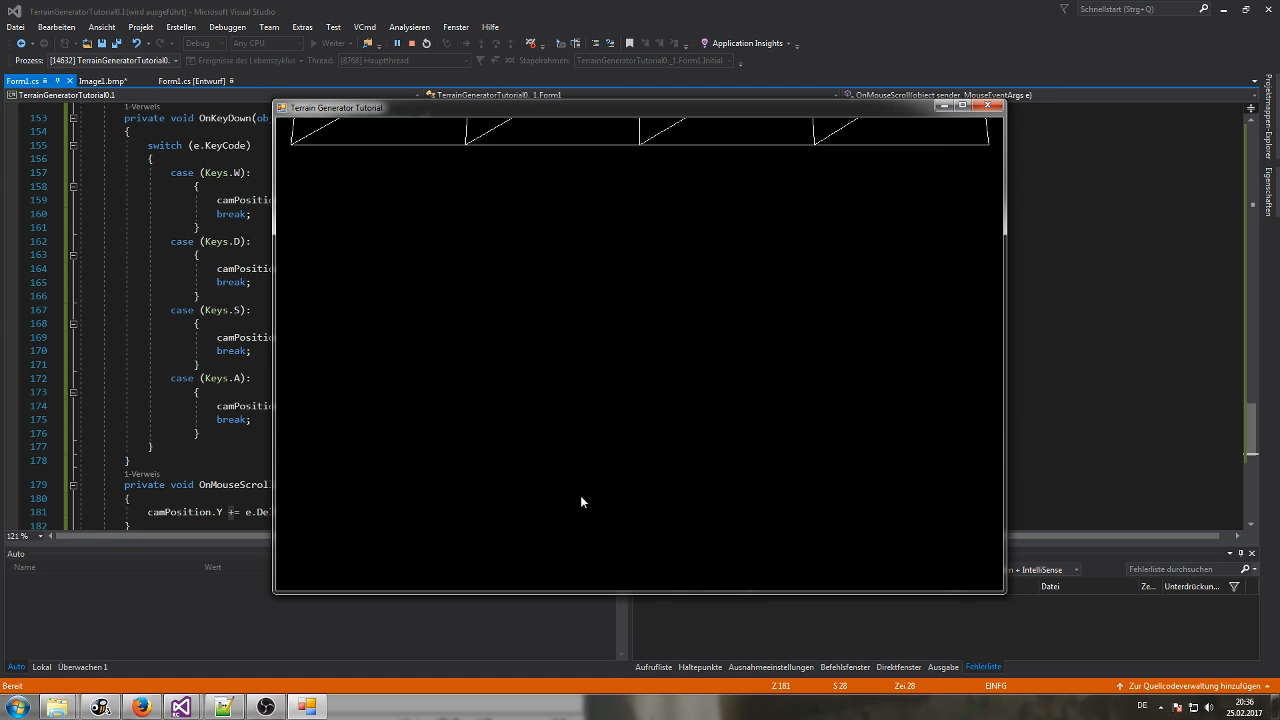 TerrainGeneratorTutorial0.1(wird ausgeführt) - Microsoft Visual Studio
Schnellstart (Strg+Q)
Datei Bearbeiten Ansicht Projekt Erstellen Debuggen Team Extras Test VCmd Analysieren Fenster Hilfe
Debug Any CPU Weiter Application Insights
Prozess: [14632] TerrainGeneratorTutorial0. Ereignisse des Lebenszyklus Thread: [8768] Hauptthread Stapelrahmen: TerrainGeneratorTutorial0._1.Form1.Initial
Form1.cs Image1.bmp* Form1.cs [Entwurf]
TerrainGeneratorTutorial0.1 TerrainGeneratorTutorial0._1.Form1 OnMouseScroll(object sender, MouseEventArgs e)
Projektmappen-Explorer
Eigenschaften
Terrain Generator Tutorial
1-Verweis
153 private void OnKeyDown(ob
154 {
155 switch (e.KeyCode)
156 {
157 case (Keys.W):
158 {
159 camPositio
160 break;
161 }
162 case (Keys.D):
163 {
164 camPositio
165 break;
166 }
167 case (Keys.S):
168 {
169 camPositio
170 break;
171 }
172 case (Keys.A):
173 {
174 camPositio
175 break;
176 }
177 }
178 }
1-Verweis
179 private void OnMouseScroll
180 {
181 camPosition.Y += e.Del
182 }
121 %
Auto
Name Wert
en + IntelliSense Fehlerliste durchsuchen
Datei Ze... Unterdrückun...
Auto Lokal Überwachen 1
Aufrufliste Haltepunkte Ausnahmeeinstellungen Befehlsfenster Direktfenster Ausgabe Fehlerliste
Bereit Z 181 S 28 Zei 28 EINFG Zur Quellcodeverwaltung hinzufügen
DE 20:36
25.02.2017